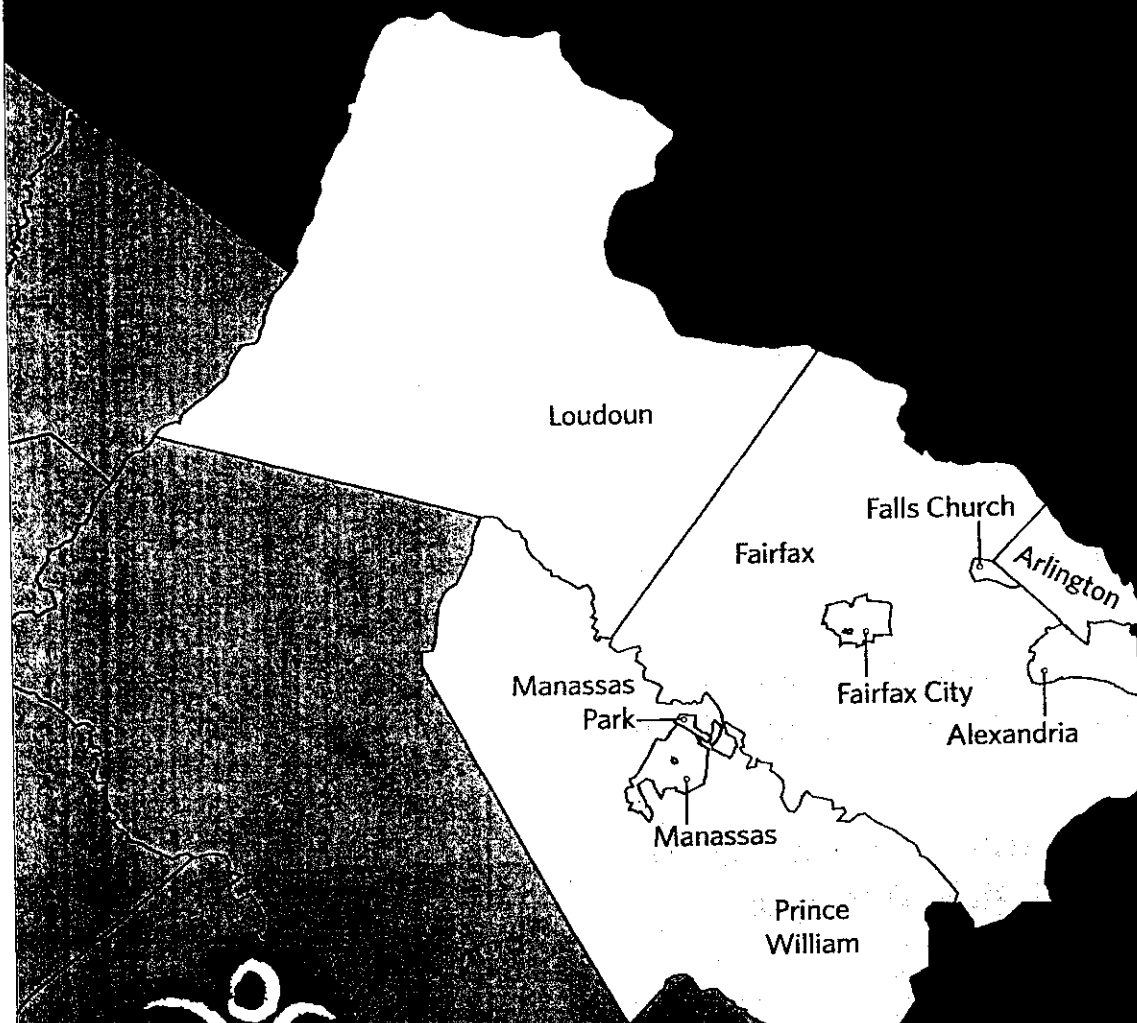 Loudoun
Falls Church
Fairfax
Arlington
Manassas
Park
Fairfax City
Alexandria
Manassas
Prince
William